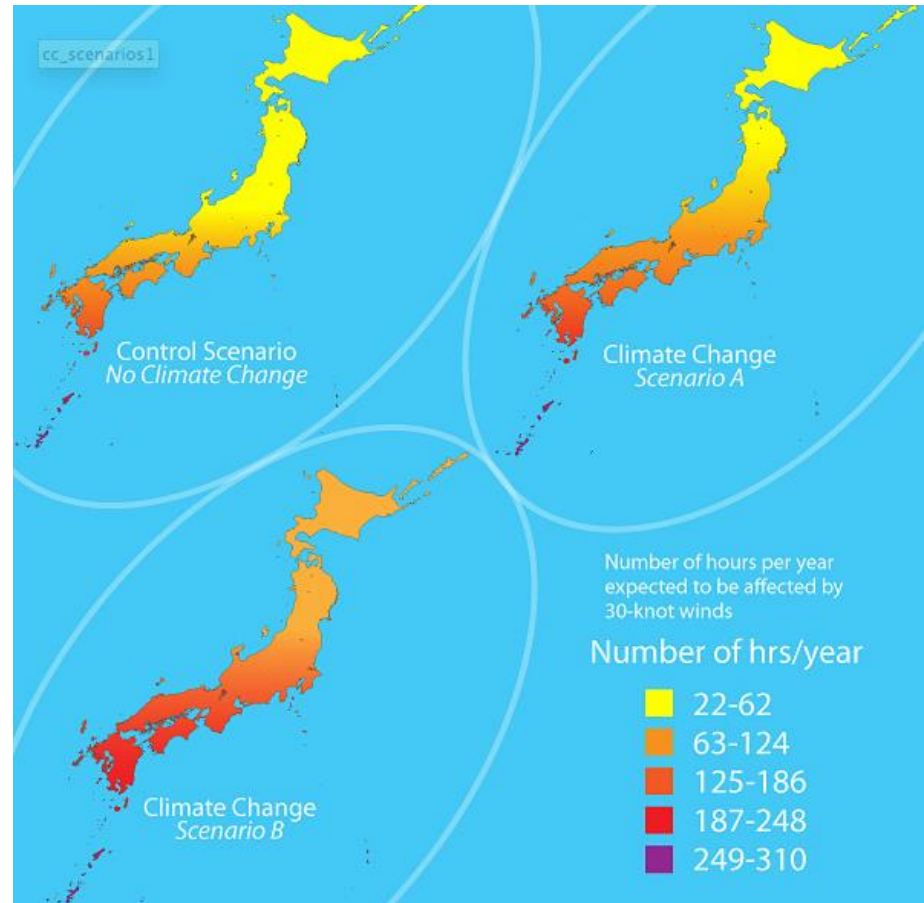 cc_scenarios1
Control Scenario
No Climate Change
Climate Change
Scenario A
Climate Change
Scenario B
Number of hours per year
expected to be affected by
30-knot winds
Number of hrs/year
22-62
63-124
125-186
187-248
249-310